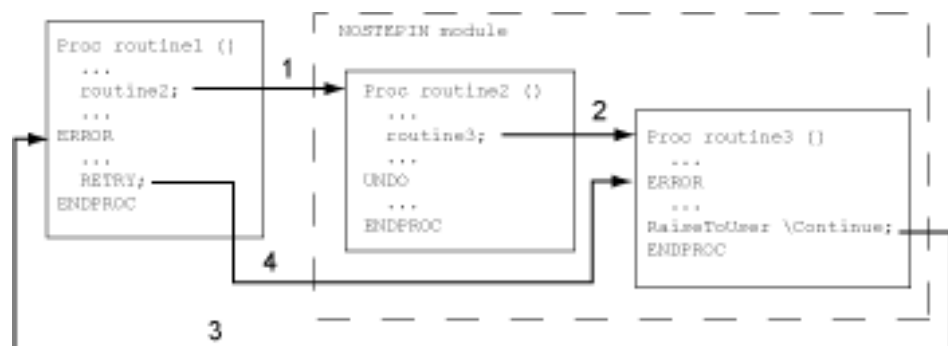 Proc routine1 ()
...
routine2;
ERROR
...
RETRY;
ENDPROC
1
NOSTEPIN module
Proc routine2 ()
...
routine3;
...
UNDO
...
ENDPROC
2
Proc routine3 ()
...
ERROR
...
RaiseToUser \Continue;
ENDPROC
4
3